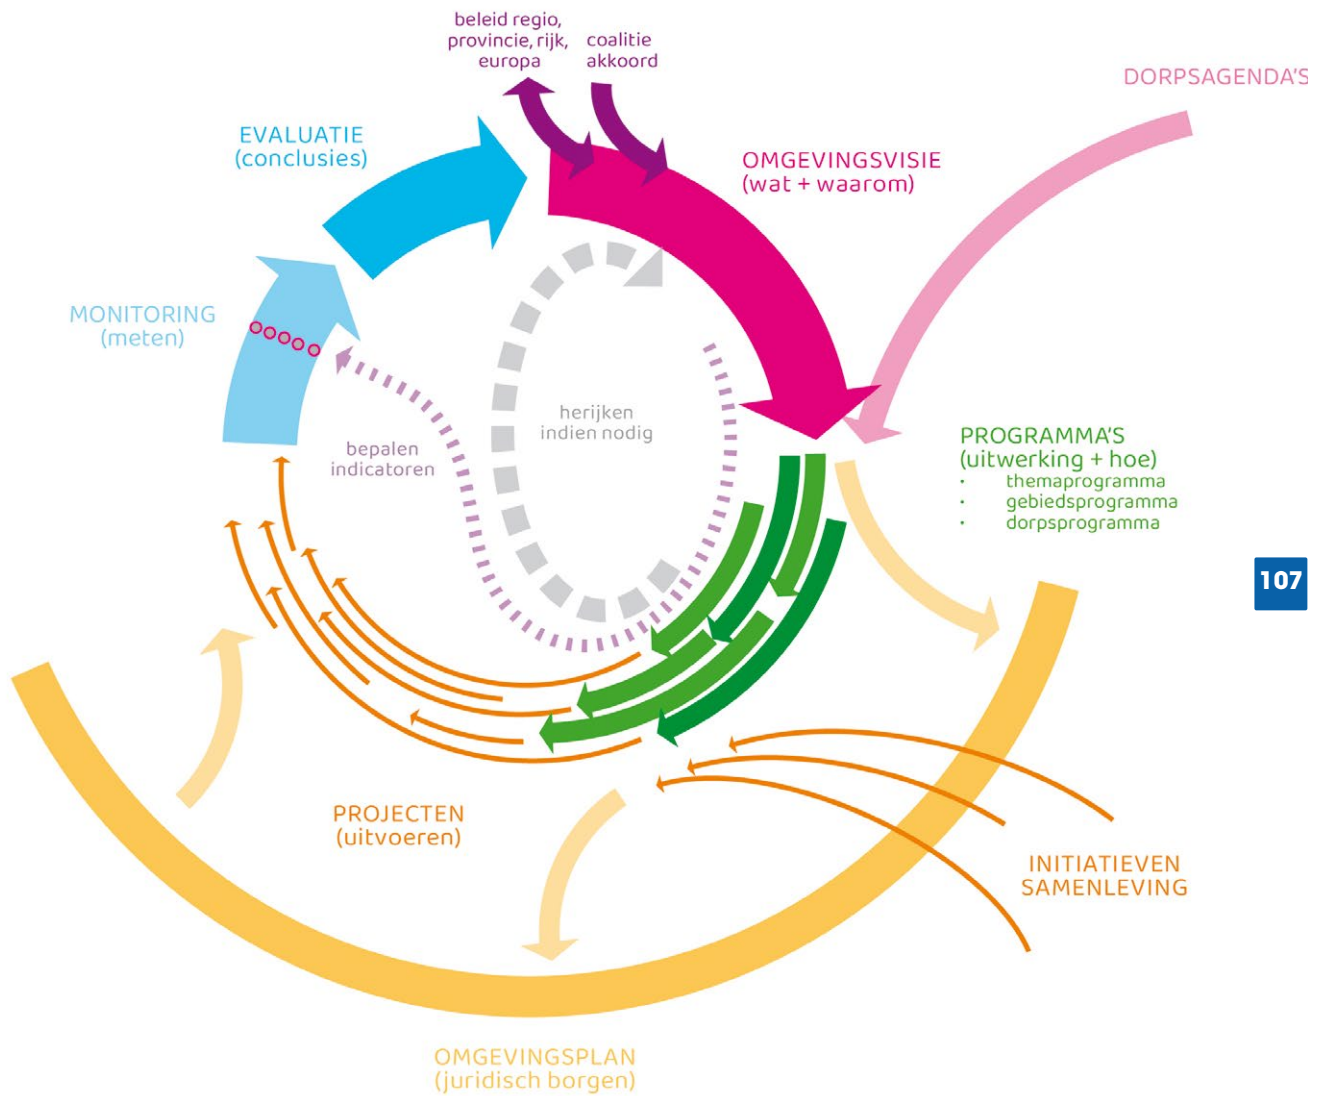 beleid regio,
provincie, rijk,
europa
coalitie
akkoord
DORPSAGENDA'S
EVALUATIE
(conclusies)
OMGEVINGSVISIE
(wat + waarom)
MONITORING
(meten)
herijken
indien nodig
bepalen
indicatoren
PROGRAMMA'S
(uitwerking + hoe)
• themaprogramma
• gebiedsprogramma
• dorpsprogramma
107
PROJECTEN
(uitvoeren)
INITIATIEVEN
SAMENLEVING
OMGEVINGSPLAN
(juridisch borgen)